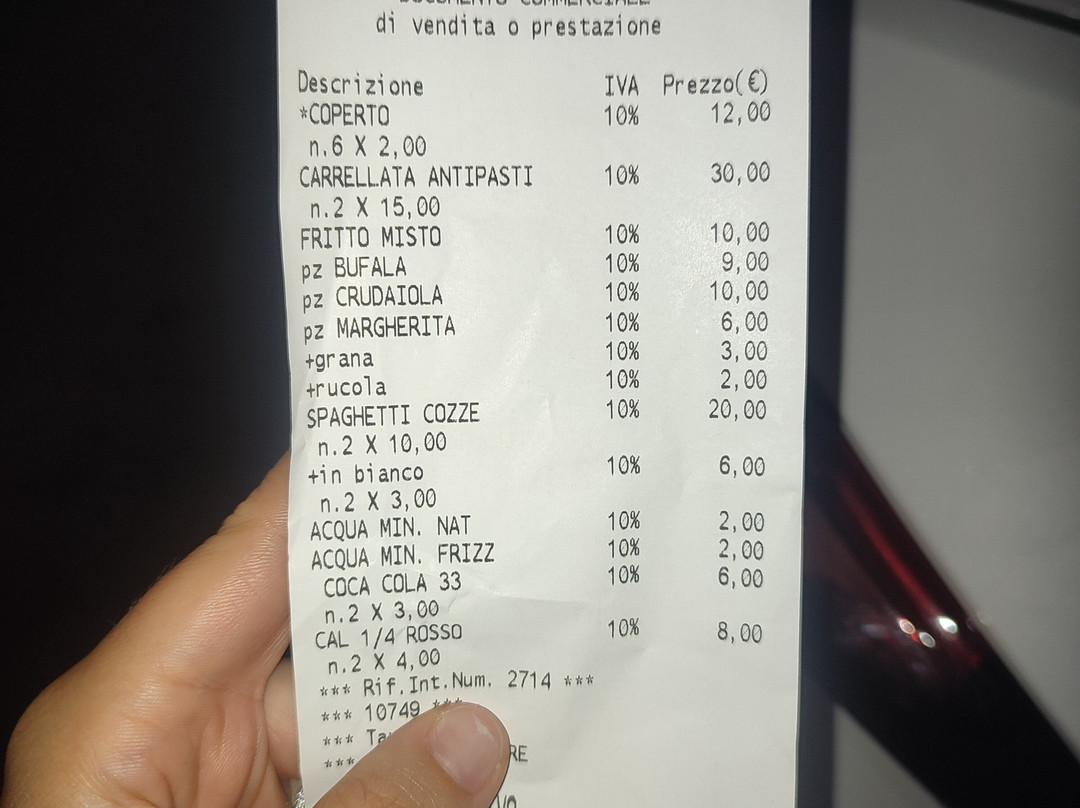 DOCUMENTO COMMERCIALE
di vendita o prestazione
Descrizione IVA Prezzo(€)
*COPERTO 10% 12,00
n.6 X 2,00
CARRELLATA ANTIPASTI 10% 30,00
n.2 X 15,00
FRITTO MISTO 10% 10,00
pz BUFALA 10% 9,00
pz CRUDAIOLA 10% 10,00
pz MARGHERITA 10% 6,00
+grana 10% 3,00
+rucola 10% 2,00
SPAGHETTI COZZE 10% 20,00
n.2 X 10,00
+in bianco 10% 6,00
n.2 X 3,00
ACQUA MIN. NAT 10% 2,00
ACQUA MIN. FRIZZ 10% 2,00
COCA COLA 33 10% 6,00
n.2 X 3,00
CAL 1/4 ROSSO 10% 8,00
n.2 X 4,00
*** Rif.Int.Num. 2714 ***
*** 10749 ***
***
***